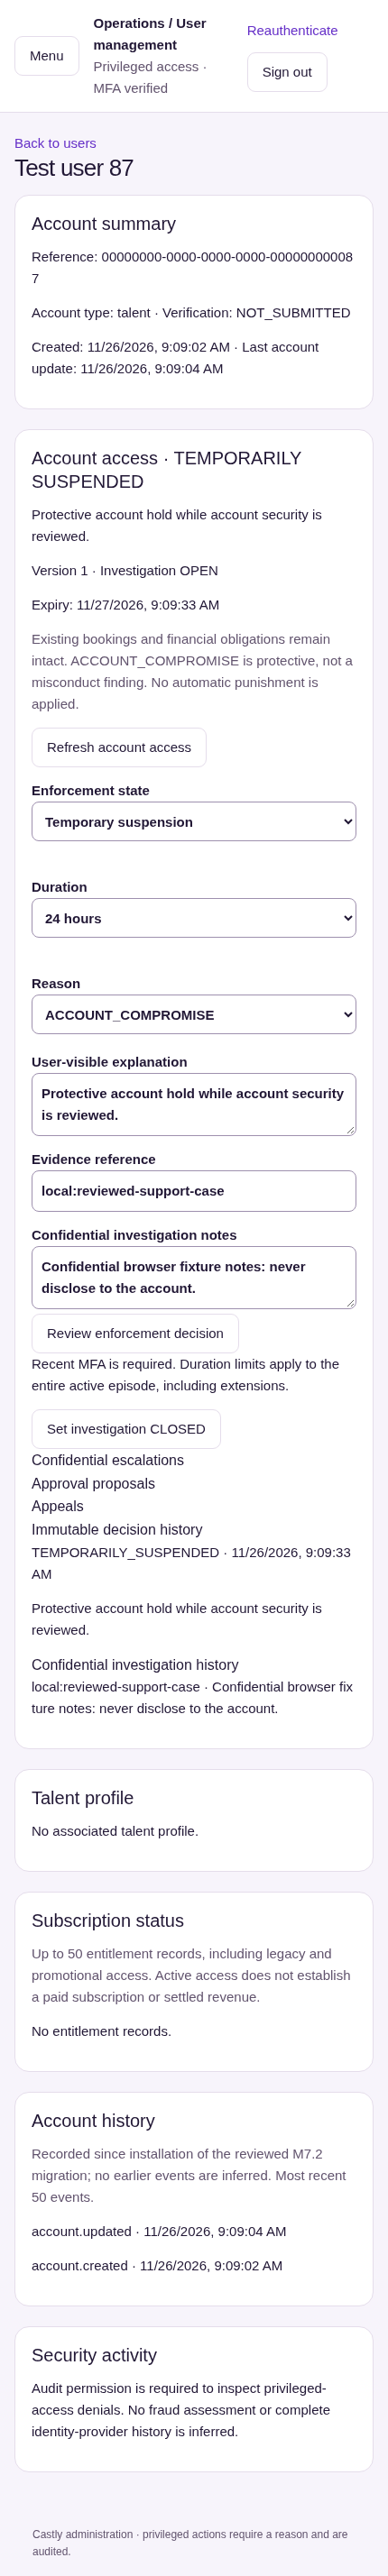 Menu
Operations / User
management
Privileged access ·
MFA verified
Reauthenticate
Sign out
Back to users
Test user 87
Account summary
Reference: 00000000-0000-0000-0000-00000000008
7
Account type: talent · Verification: NOT_SUBMITTED
Created: 11/26/2026, 9:09:02 AM · Last account
update: 11/26/2026, 9:09:04 AM
Account access · TEMPORARILY
SUSPENDED
Protective account hold while account security is
reviewed.
Version 1 · Investigation OPEN
Expiry: 11/27/2026, 9:09:33 AM
Existing bookings and financial obligations remain
intact. ACCOUNT_COMPROMISE is protective, not a
misconduct finding. No automatic punishment is
applied.
Refresh account access
Enforcement state
Temporary suspension
Duration
24 hours
Reason
ACCOUNT_COMPROMISE
User-visible explanation
Protective account hold while account security
is reviewed.
Evidence reference
local:reviewed-support-case
Confidential investigation notes
Confidential browser fixture notes: never
disclose to the account.
Review enforcement decision
Recent MFA is required. Duration limits apply to the
entire active episode, including extensions.
Set investigation CLOSED
Confidential escalations
Approval proposals
Appeals
Immutable decision history
TEMPORARILY_SUSPENDED · 11/26/2026, 9:09:33
AM
Protective account hold while account security is
reviewed.
Confidential investigation history
local:reviewed-support-case · Confidential browser fix
ture notes: never disclose to the account.
Talent profile
No associated talent profile.
Subscription status
Up to 50 entitlement records, including legacy and
promotional access. Active access does not establish
a paid subscription or settled revenue.
No entitlement records.
Account history
Recorded since installation of the reviewed M7.2
migration; no earlier events are inferred. Most recent
50 events.
account.updated · 11/26/2026, 9:09:04 AM
account.created · 11/26/2026, 9:09:02 AM
Security activity
Audit permission is required to inspect privileged-
access denials. No fraud assessment or complete
identity-provider history is inferred.
Castly administration · privileged actions require a reason and are
audited.